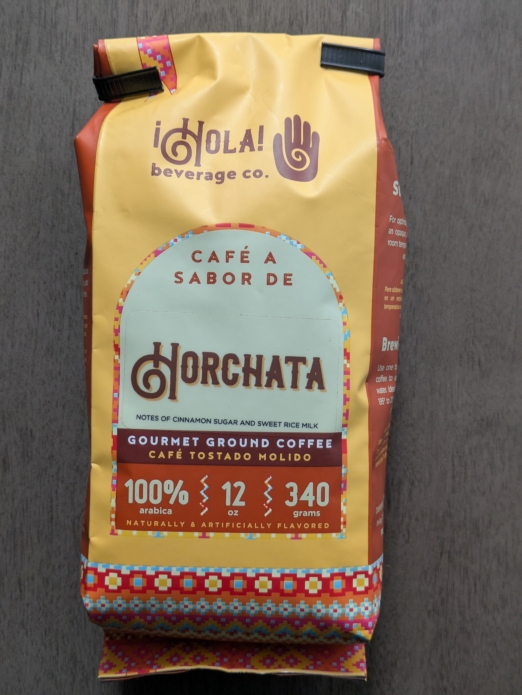 ¡HOLA!
beverage co.
CAFÉ A
SABOR DE
HORCHATA
NOTES OF CINNAMON SUGAR AND SWEET RICE MILK
GOURMET GROUND COFFEE
CAFÉ TOSTADO MOLIDO
100% 12 340
arabica oz grams
NATURALLY & ARTIFICIALLY FLAVORED